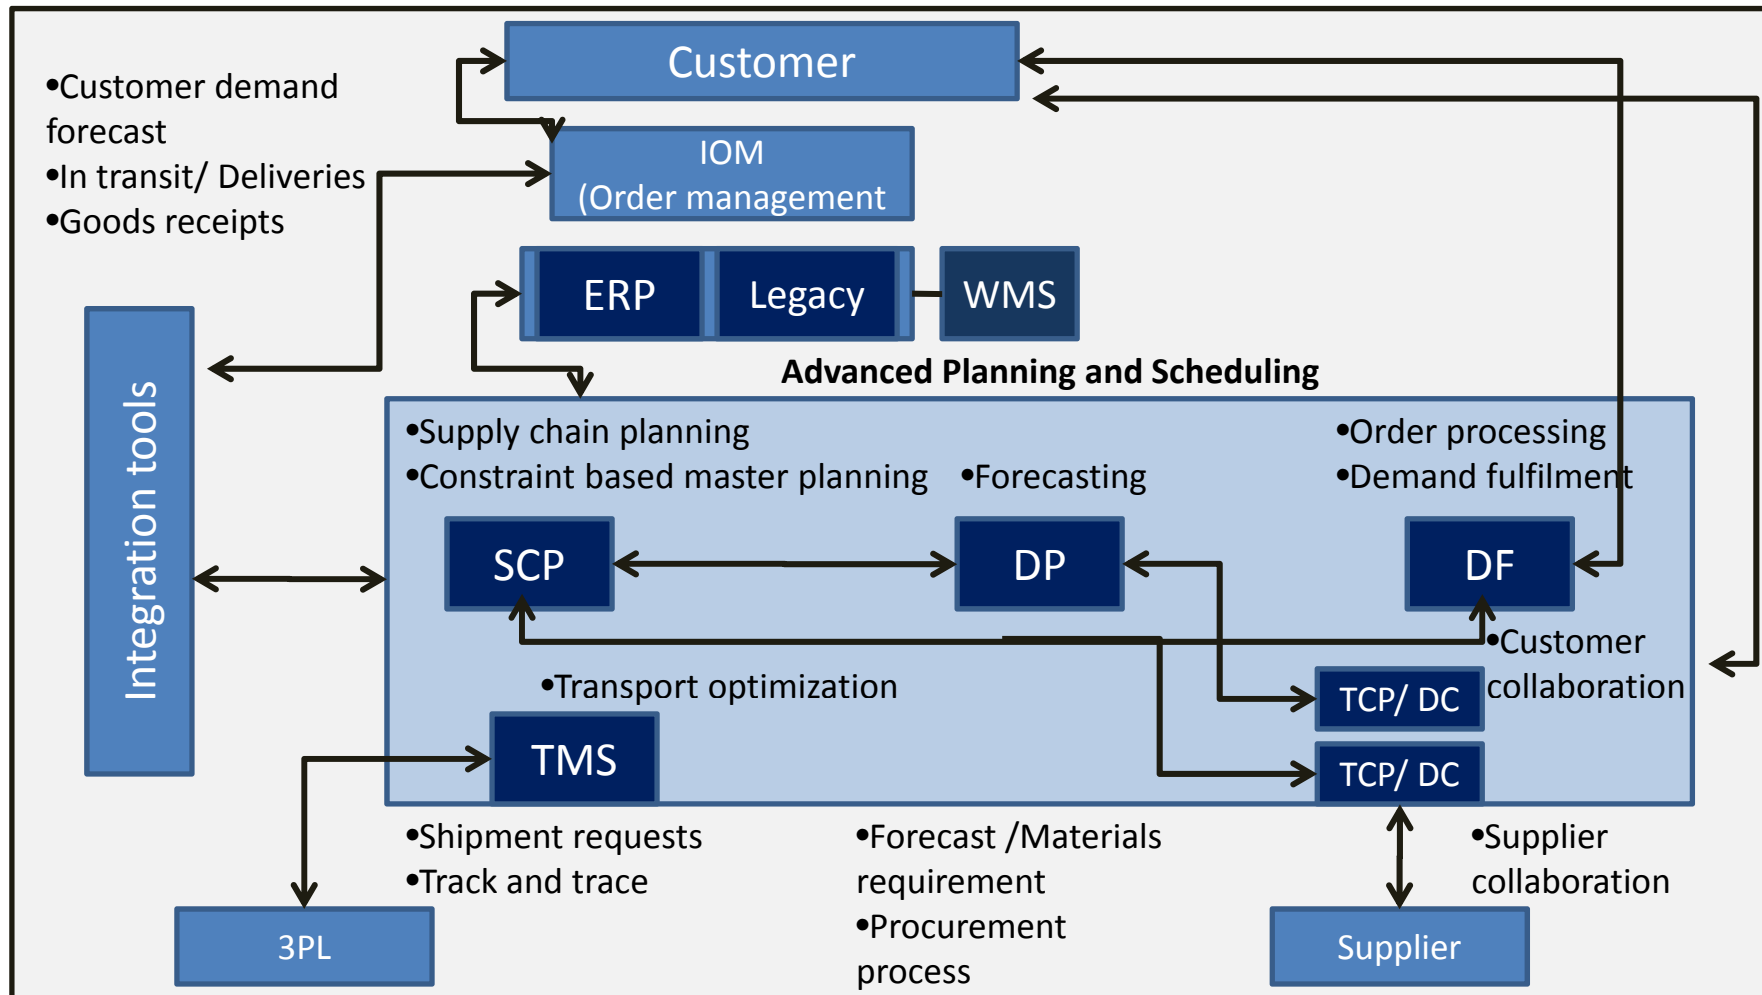 Customer
•Customer demand
forecast
•In transit/ Deliveries
•Goods receipts
IOM
(Order management
ERP
Legacy
WMS
Integration tools
Advanced Planning and Scheduling
•Supply chain planning
•Constraint based master planning
•Forecasting
•Order processing
•Demand fulfilment
SCP
DP
DF
•Customer
collaboration
•Transport optimization
TCP/ DC
TMS
TCP/ DC
•Shipment requests
•Track and trace
•Forecast /Materials
requirement
•Procurement
process
•Supplier
collaboration
3PL
Supplier